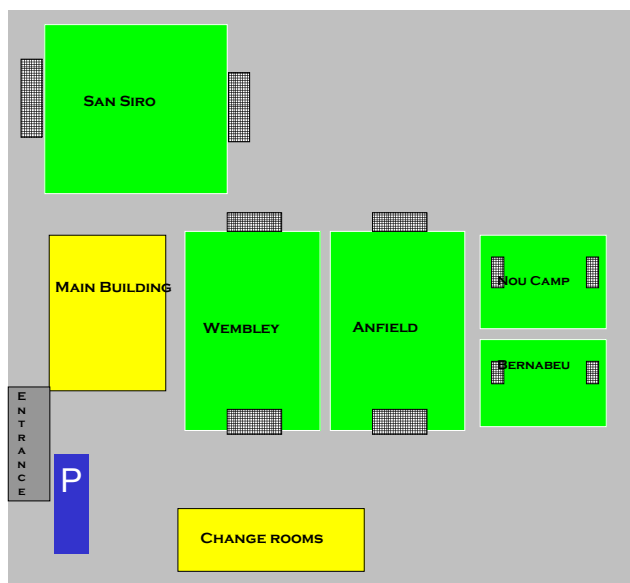 San Siro
Main Building
Nou Camp
Wembley
Anfield
Bernabeu
Entrance
P
Change rooms